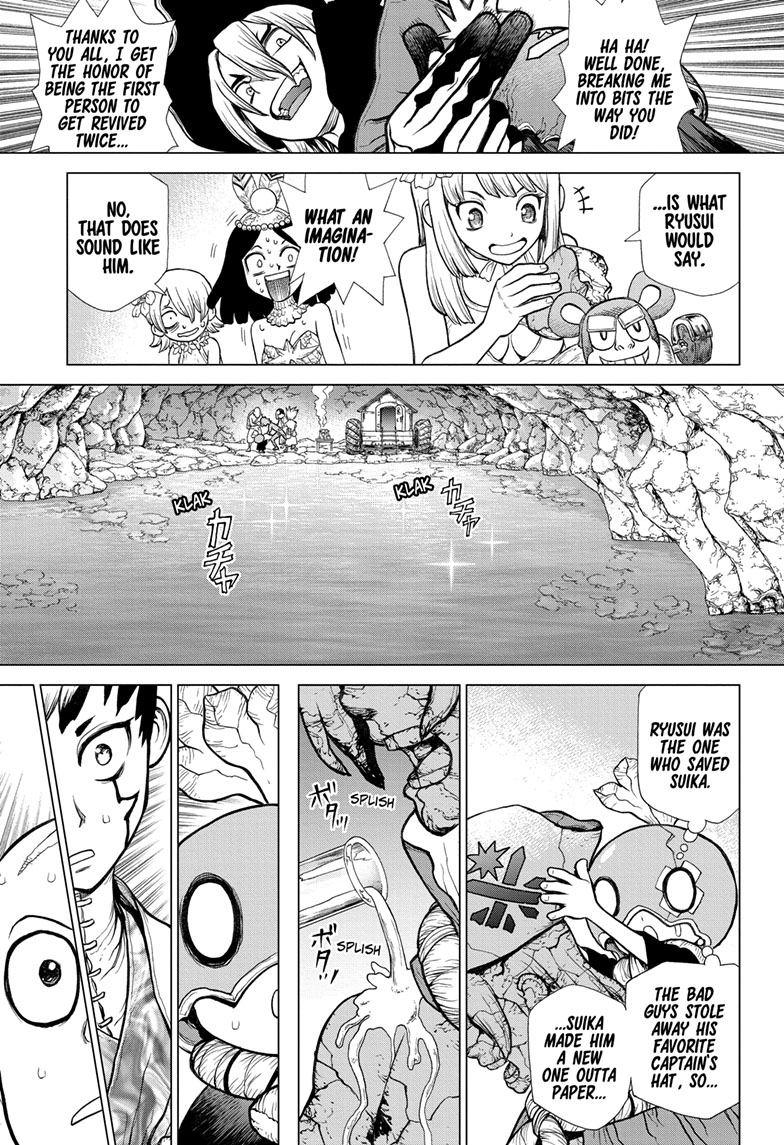 HA HA!
WELL DONE,
BREAKING ME
INTO BITS THE
WAY YOU
DID!
THANKS TO
YOU ALL, I GET
THE HONOR OF
BEING THE FIRST
PERSON TO
GET REVIVED
TWICE...
...IS WHAT
RYUSUI
WOULD
SAY.
WHAT AN
IMAGINA-
TION!
NO,
THAT DOES
SOUND LIKE
HIM.
KLAK
カチャ
KLAK
カチャ
RYUSUI WAS
THE ONE
WHO SAVED
SUIKA.
THE BAD
GUYS STOLE
AWAY HIS
FAVORITE
CAPTAIN'S
HAT, SO...
...SUIKA
MADE HIM
A NEW
ONE OUTTA
PAPER...
ボタッ
SPLISH
ボタッ
SPLISH